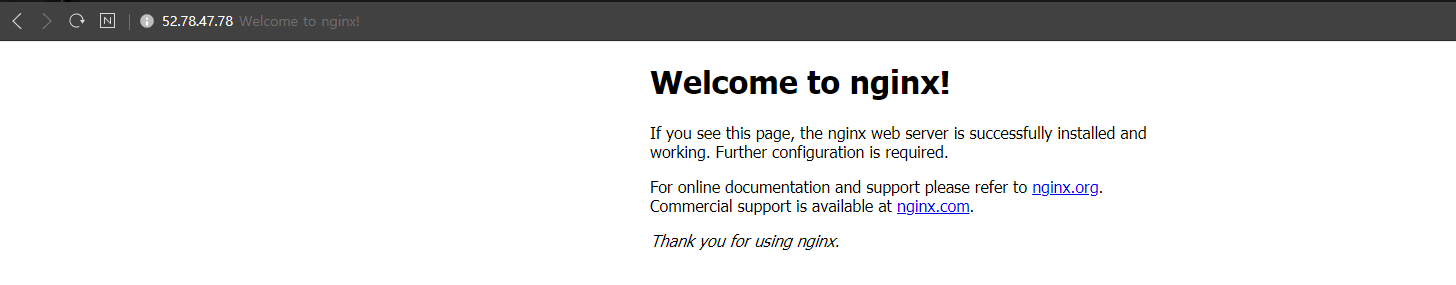 N 52.78.47.78 Welcome to nginx!
Welcome to nginx!
If you see this page, the nginx web server is successfully installed and
working. Further configuration is required.
For online documentation and support please refer to nginx.org.
Commercial support is available at nginx.com.
Thank you for using nginx.